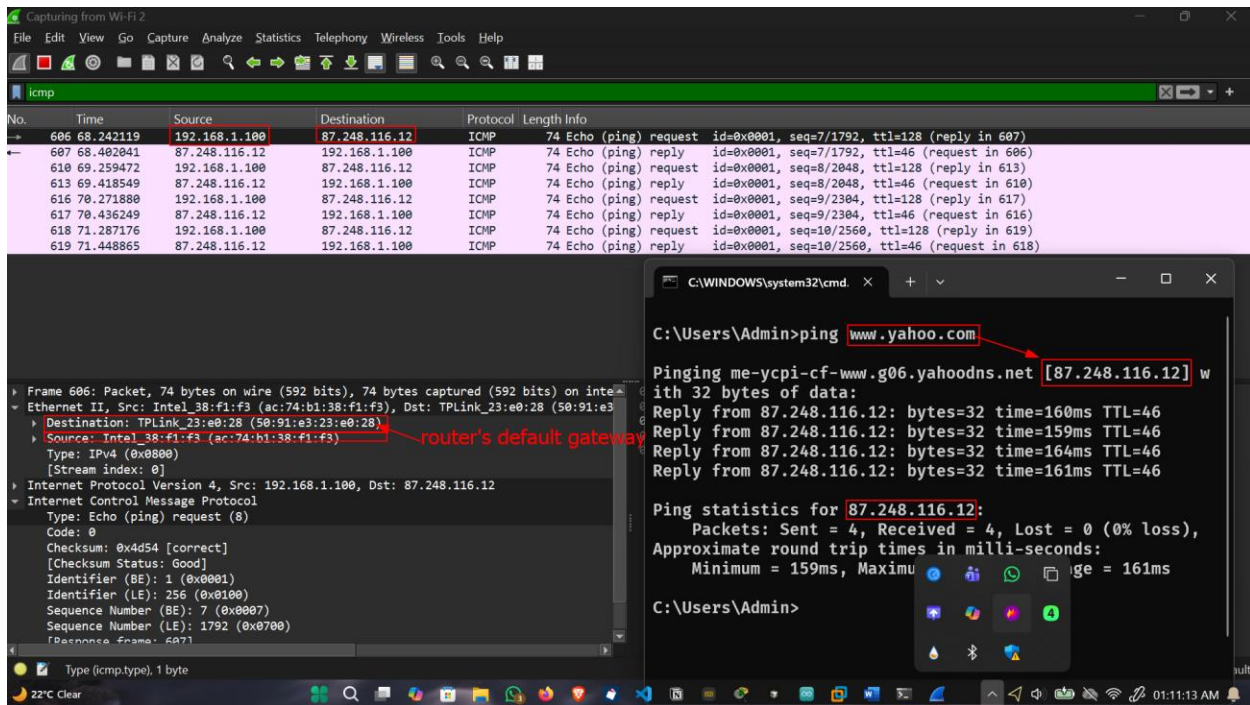 Capturing from Wi-Fi 2
File Edit View Go Capture Analyze Statistics Telephony Wireless Tools Help
icmp
No. Time Source Destination Protocol Length Info
606 68.242119 192.168.1.100 87.248.116.12 ICMP 74 Echo (ping) request id=0x0001, seq=7/1792, ttl=128 (reply in 607)
607 68.402041 87.248.116.12 192.168.1.100 ICMP 74 Echo (ping) reply id=0x0001, seq=7/1792, ttl=46 (request in 606)
610 69.259472 192.168.1.100 87.248.116.12 ICMP 74 Echo (ping) request id=0x0001, seq=8/2048, ttl=128 (reply in 613)
613 69.418549 87.248.116.12 192.168.1.100 ICMP 74 Echo (ping) reply id=0x0001, seq=8/2048, ttl=46 (request in 610)
616 70.271880 192.168.1.100 87.248.116.12 ICMP 74 Echo (ping) request id=0x0001, seq=9/2304, ttl=128 (reply in 617)
617 70.436249 87.248.116.12 192.168.1.100 ICMP 74 Echo (ping) reply id=0x0001, seq=9/2304, ttl=46 (request in 616)
618 71.287176 192.168.1.100 87.248.116.12 ICMP 74 Echo (ping) request id=0x0001, seq=10/2560, ttl=128 (reply in 619)
619 71.448865 87.248.116.12 192.168.1.100 ICMP 74 Echo (ping) reply id=0x0001, seq=10/2560, ttl=46 (request in 618)
Frame 606: Packet, 74 bytes on wire (592 bits), 74 bytes captured (592 bits) on inte
Ethernet II, Src: Intel_38:f1:f3 (ac:74:b1:38:f1:f3), Dst: TPLink_23:e0:28 (50:91:e3
Destination: TPLink_23:e0:28 (50:91:e3:23:e0:28)
Source: Intel_38:f1:f3 (ac:74:b1:38:f1:f3)
router's default gateway
Type: IPv4 (0x0800)
[Stream index: 0]
Internet Protocol Version 4, Src: 192.168.1.100, Dst: 87.248.116.12
Internet Control Message Protocol
Type: Echo (ping) request (8)
Code: 0
Checksum: 0x4d54 [correct]
[Checksum Status: Good]
Identifier (BE): 1 (0x0001)
Identifier (LE): 256 (0x0100)
Sequence Number (BE): 7 (0x0007)
Sequence Number (LE): 1792 (0x0700)
[Response frame: 607]
Type (icmp.type), 1 byte
C:\WINDOWS\system32\cmd.
C:\Users\Admin>ping www.yahoo.com
Pinging me-ycpi-cf-www.g06.yahoodns.net [87.248.116.12] w
ith 32 bytes of data:
Reply from 87.248.116.12: bytes=32 time=160ms TTL=46
Reply from 87.248.116.12: bytes=32 time=159ms TTL=46
Reply from 87.248.116.12: bytes=32 time=164ms TTL=46
Reply from 87.248.116.12: bytes=32 time=161ms TTL=46
Ping statistics for 87.248.116.12:
Packets: Sent = 4, Received = 4, Lost = 0 (0% loss),
Approximate round trip times in milli-seconds:
Minimum = 159ms, Maximu ge = 161ms
C:\Users\Admin>
22°C Clear
01:11:13 AM